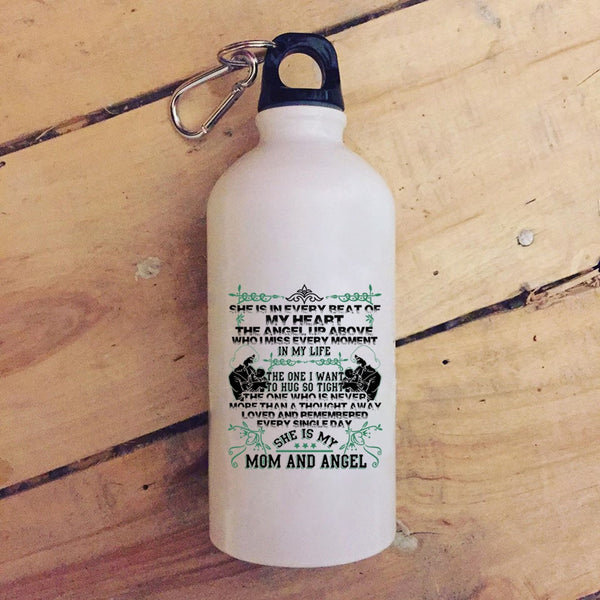 SHE IS IN EVERY BEAT OF
MY HEART
THE ANGEL UP ABOVE
WHO I MISS EVERY MOMENT
IN MY LIFE
THE ONE I WANT
TO HUG SO TIGHT
THE ONE WHO IS NEVER
MORE THAN A THOUGHT AWAY
LOVED AND REMEMBERED
EVERY SINGLE DAY
SHE IS MY
MOM AND ANGEL